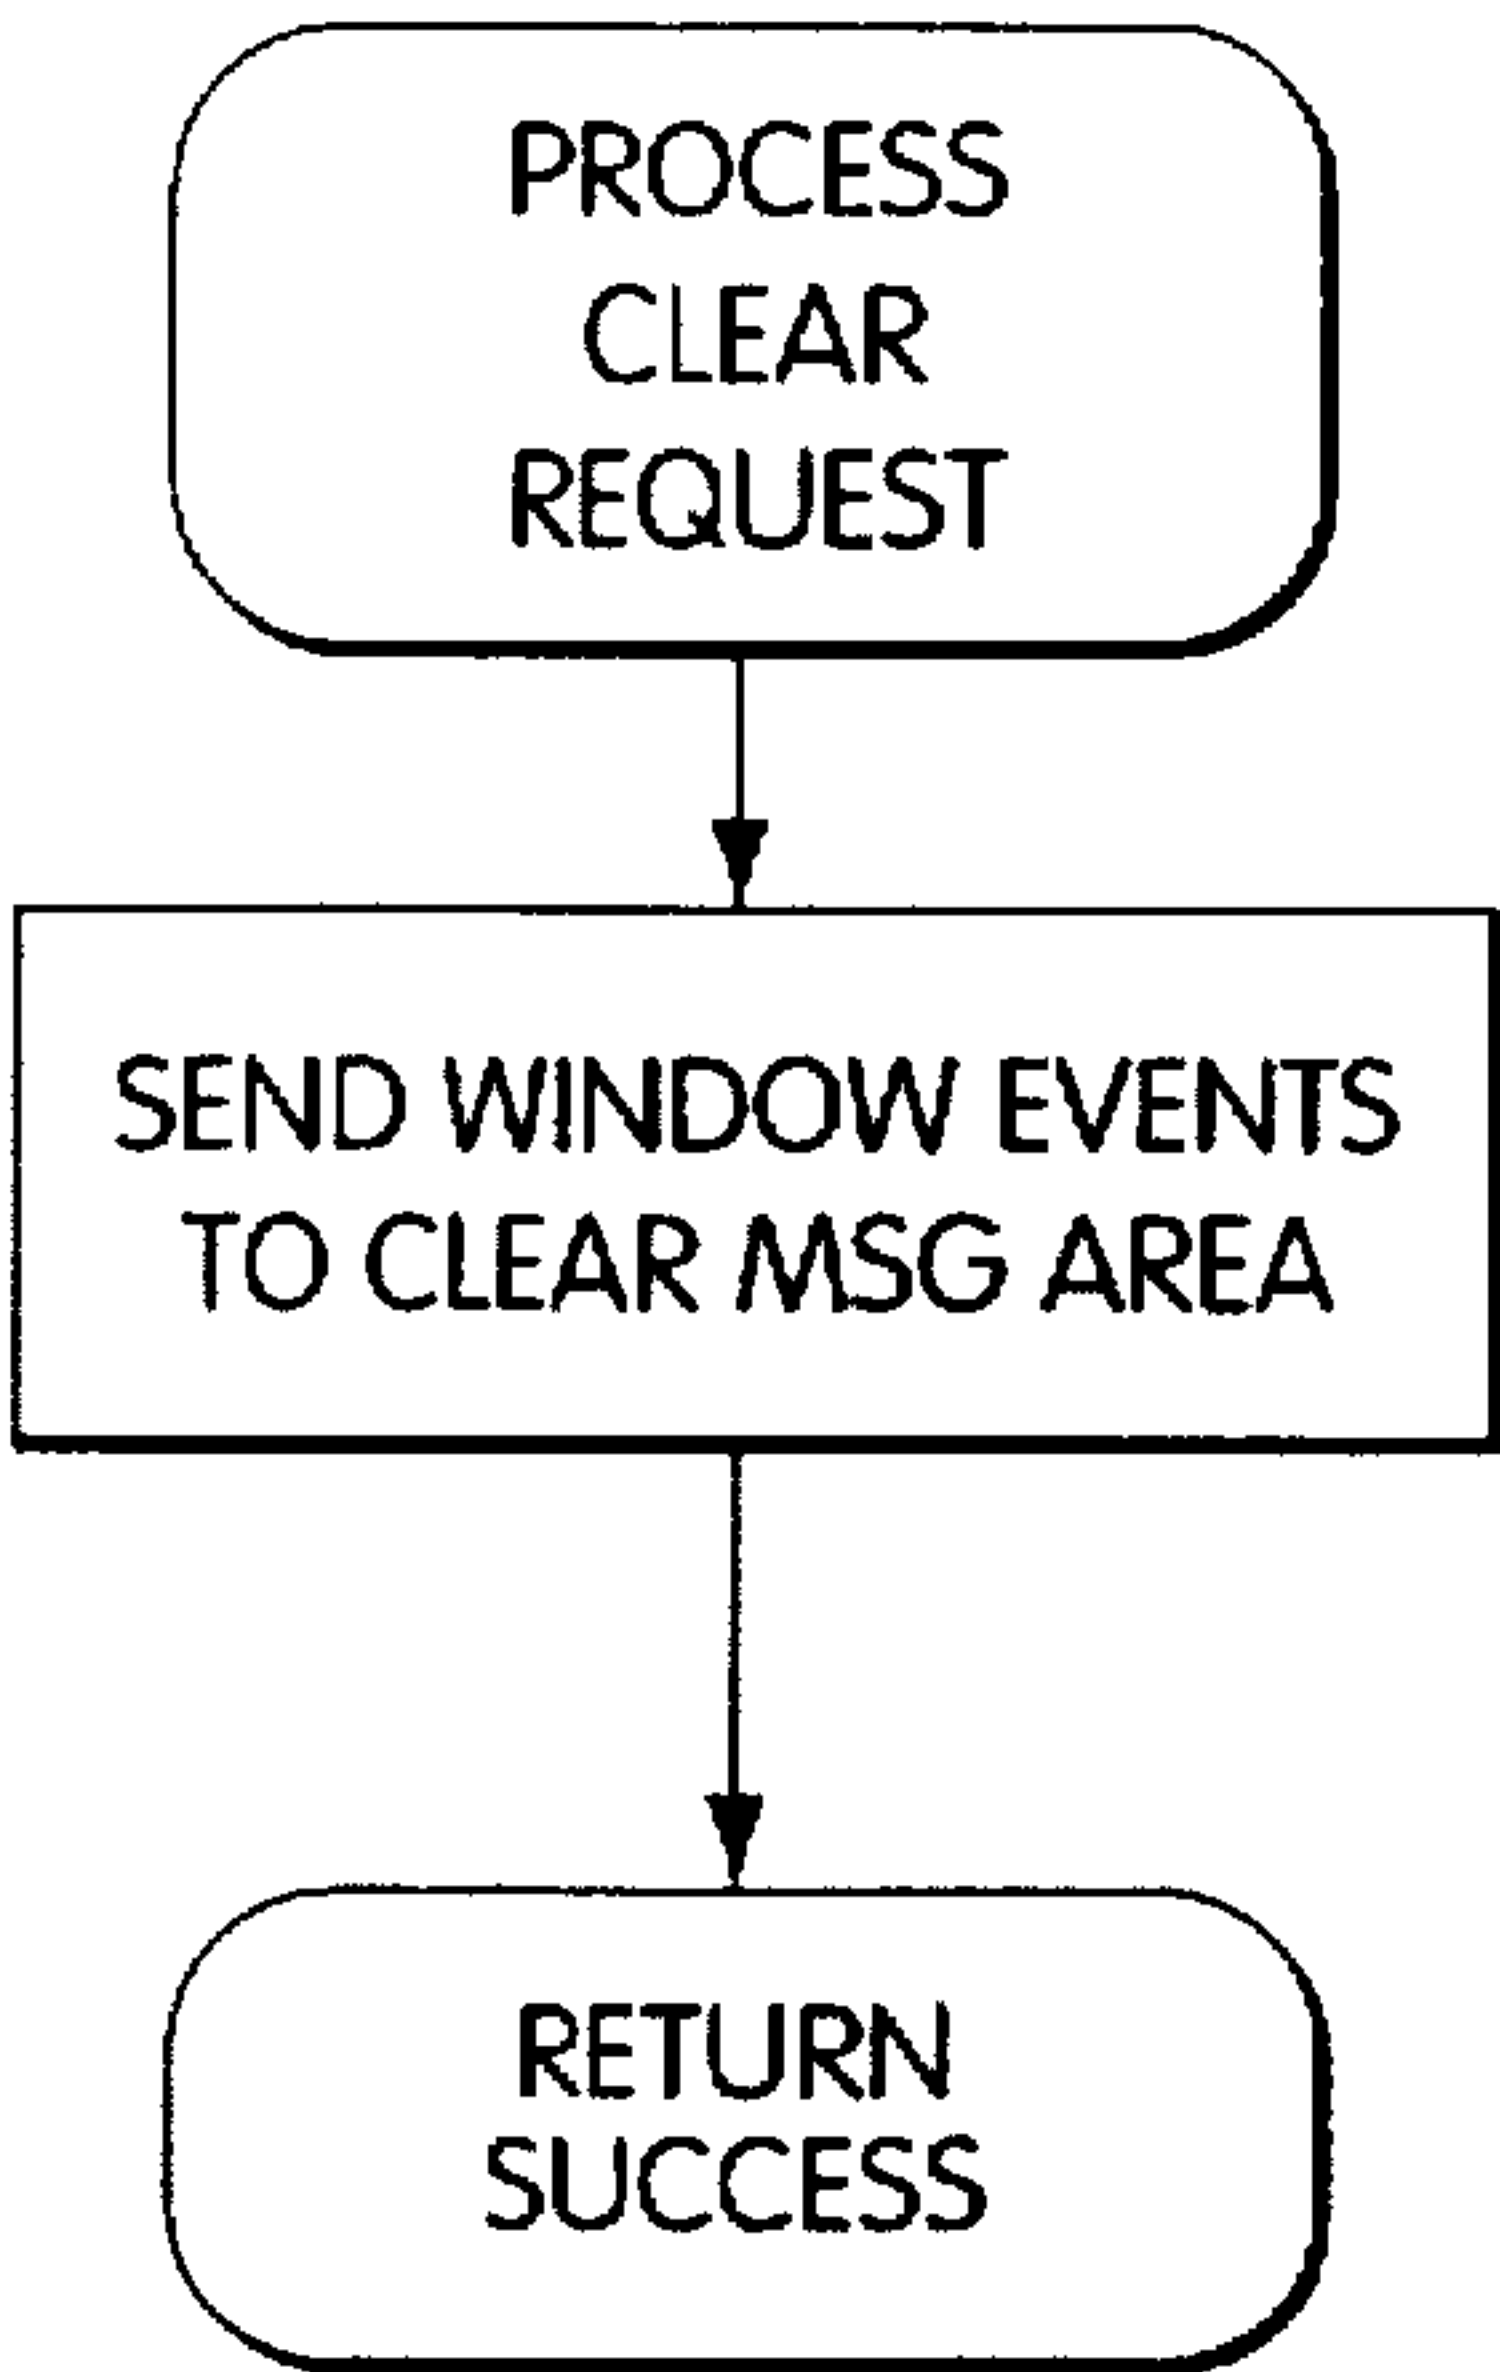 PROCESS
CLEAR
REQUEST
SEND WINDOW EVENTS
TO CLEAR MSG AREA
RETURN
SUCCESS